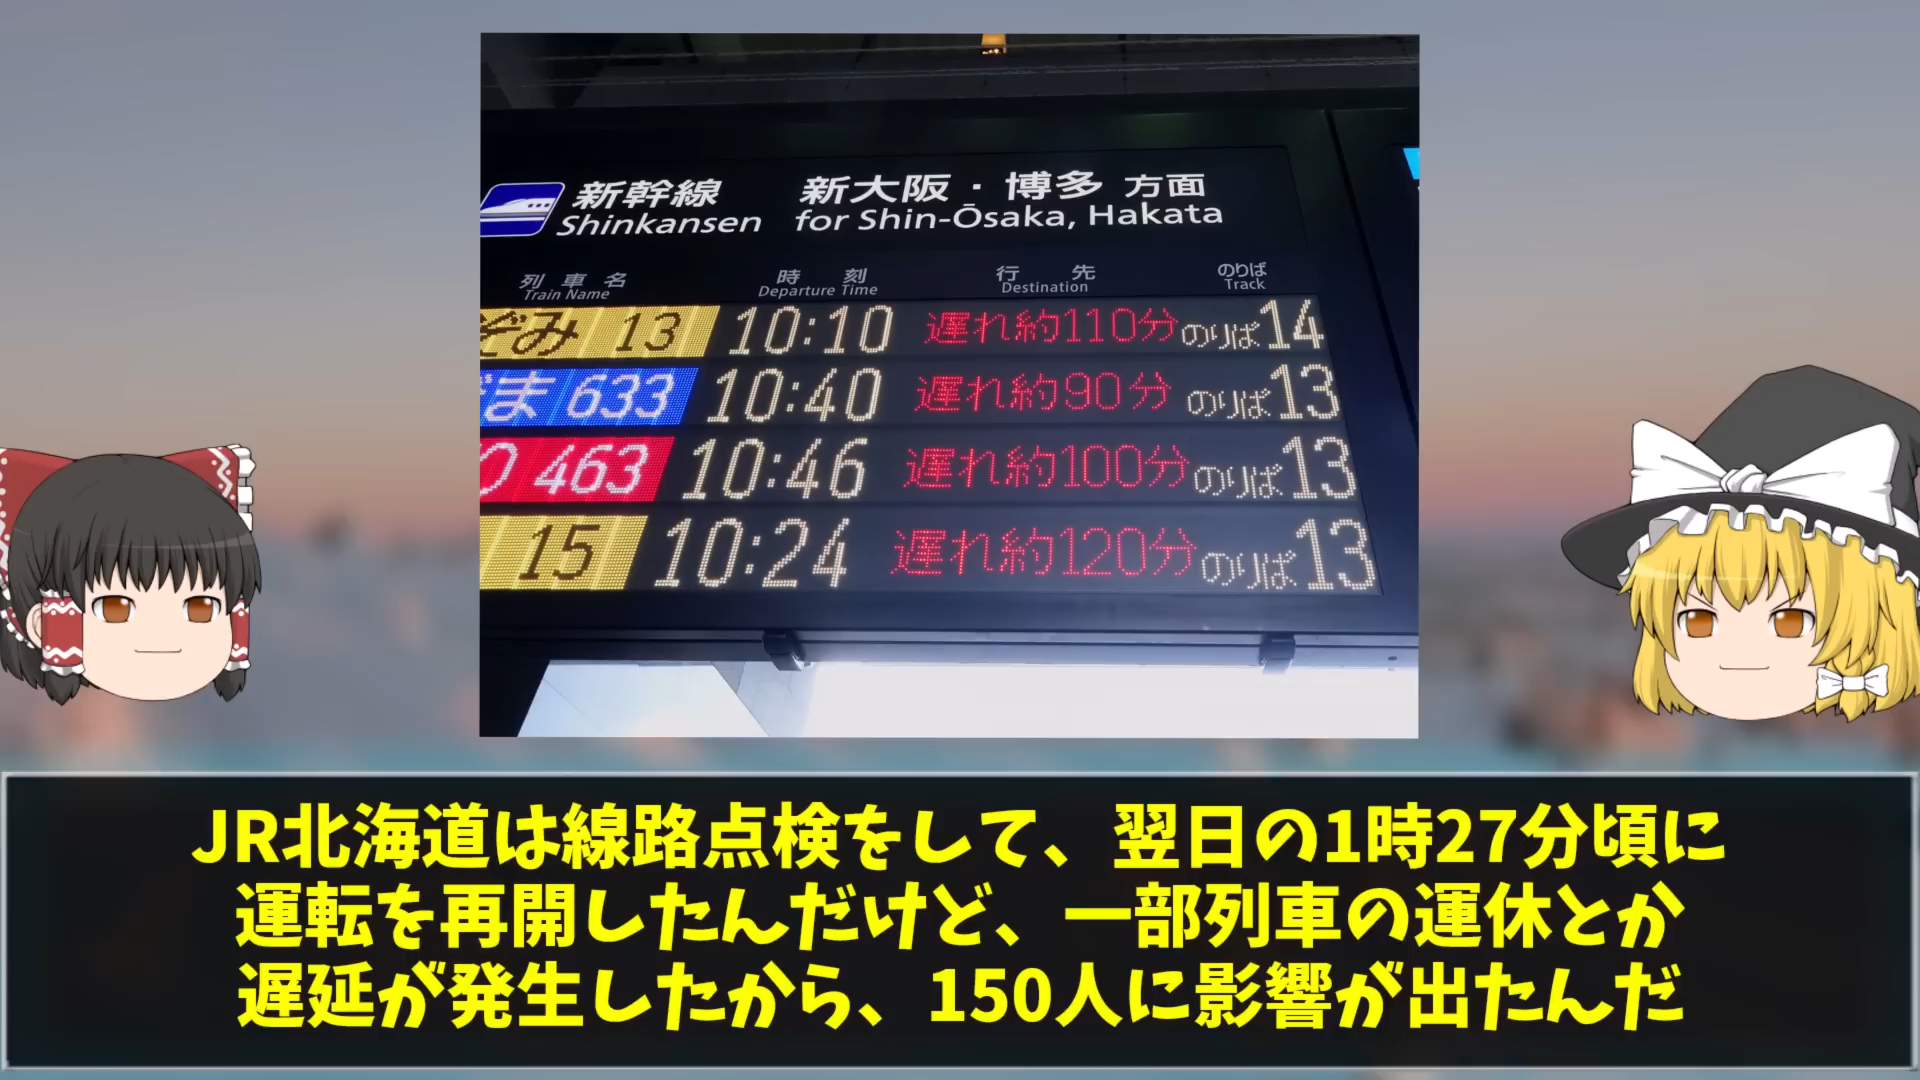 新幹線 新大阪・博多 方面
Shinkansen for Shin-Ōsaka, Hakata
列車名 時刻 行先 のりば
Train Name Departure Time Destination Track
ぞみ 13 10:10 遅れ約110分 のりば14
だま 633 10:40 遅れ約90分 のりば13
り 463 10:46 遅れ約100分 のりば13
15 10:24 遅れ約120分 のりば13
JR北海道は線路点検をして、翌日の1時27分頃に
運転を再開したんだけど、一部列車の運休とか
遅延が発生したから、150人に影響が出たんだ